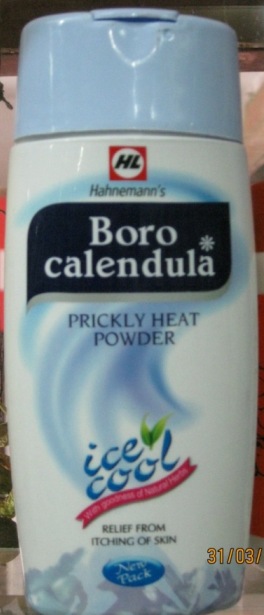 HL
Hahnemann's
Boro
calendula*
PRICKLY HEAT
POWDER
ice
cool
With goodness of Natural Herbs
RELIEF FROM
ITCHING OF SKIN
New
Pack
31/03/